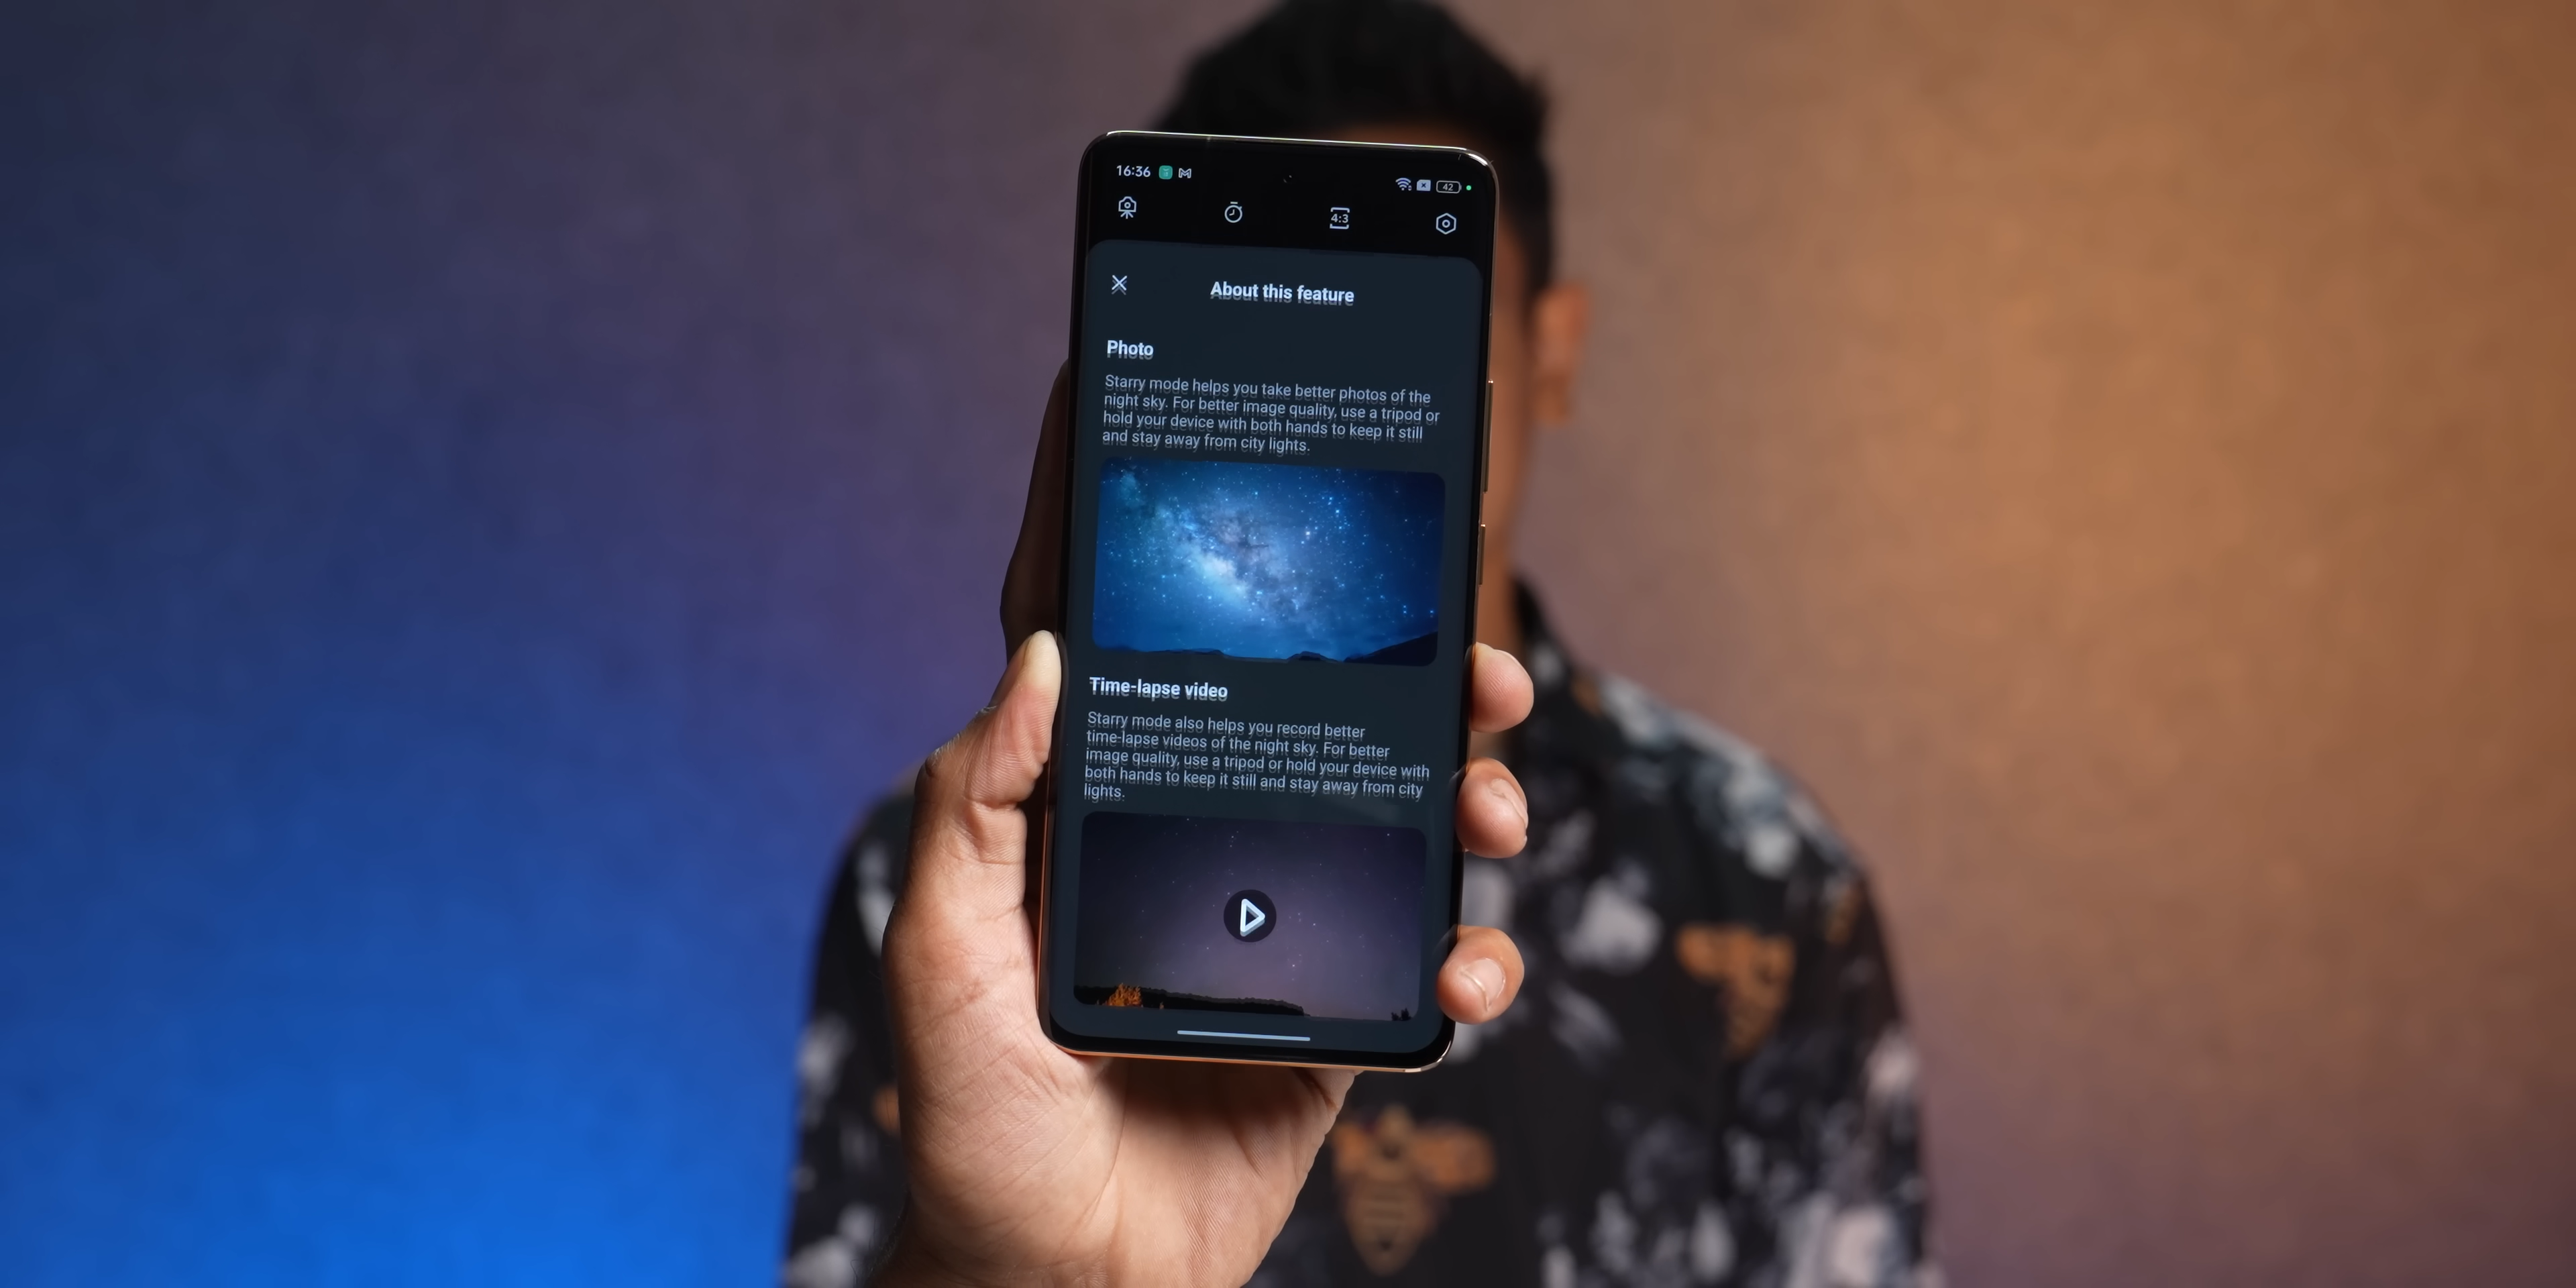 16:36
42
4:3
About this feature
Photo
Starry mode helps you take better photos of the
night sky. For better image quality, use a tripod or
hold your device with both hands to keep it still
and stay away from city lights.
Time-lapse video
Starry mode also helps you record better
time-lapse videos of the night sky. For better
image quality, use a tripod or hold your device with
both hands to keep it still and stay away from city
lights.